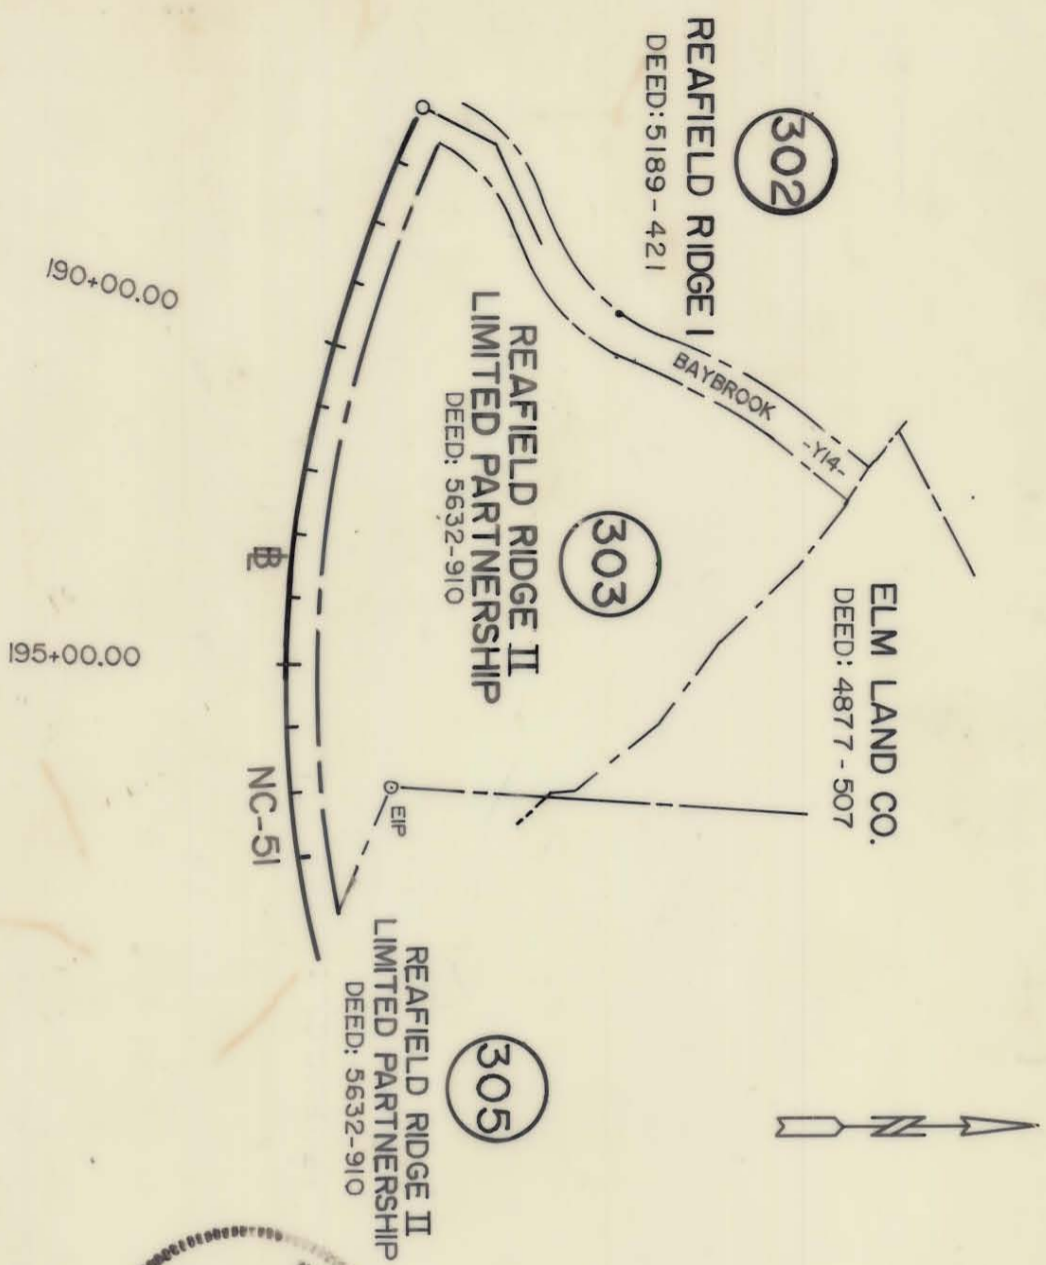 302
REAFIELD RIDGE I
DEED: 5189-421
BAYBROOK
-Y14-
ELM LAND CO.
DEED: 4877-507
303
REAFIELD RIDGE II
LIMITED PARTNERSHIP
DEED: 5632-910
190+00.00
195+00.00
NC-51
EIP
305
REAFIELD RIDGE II
LIMITED PARTNERSHIP
DEED: 5632-910
N